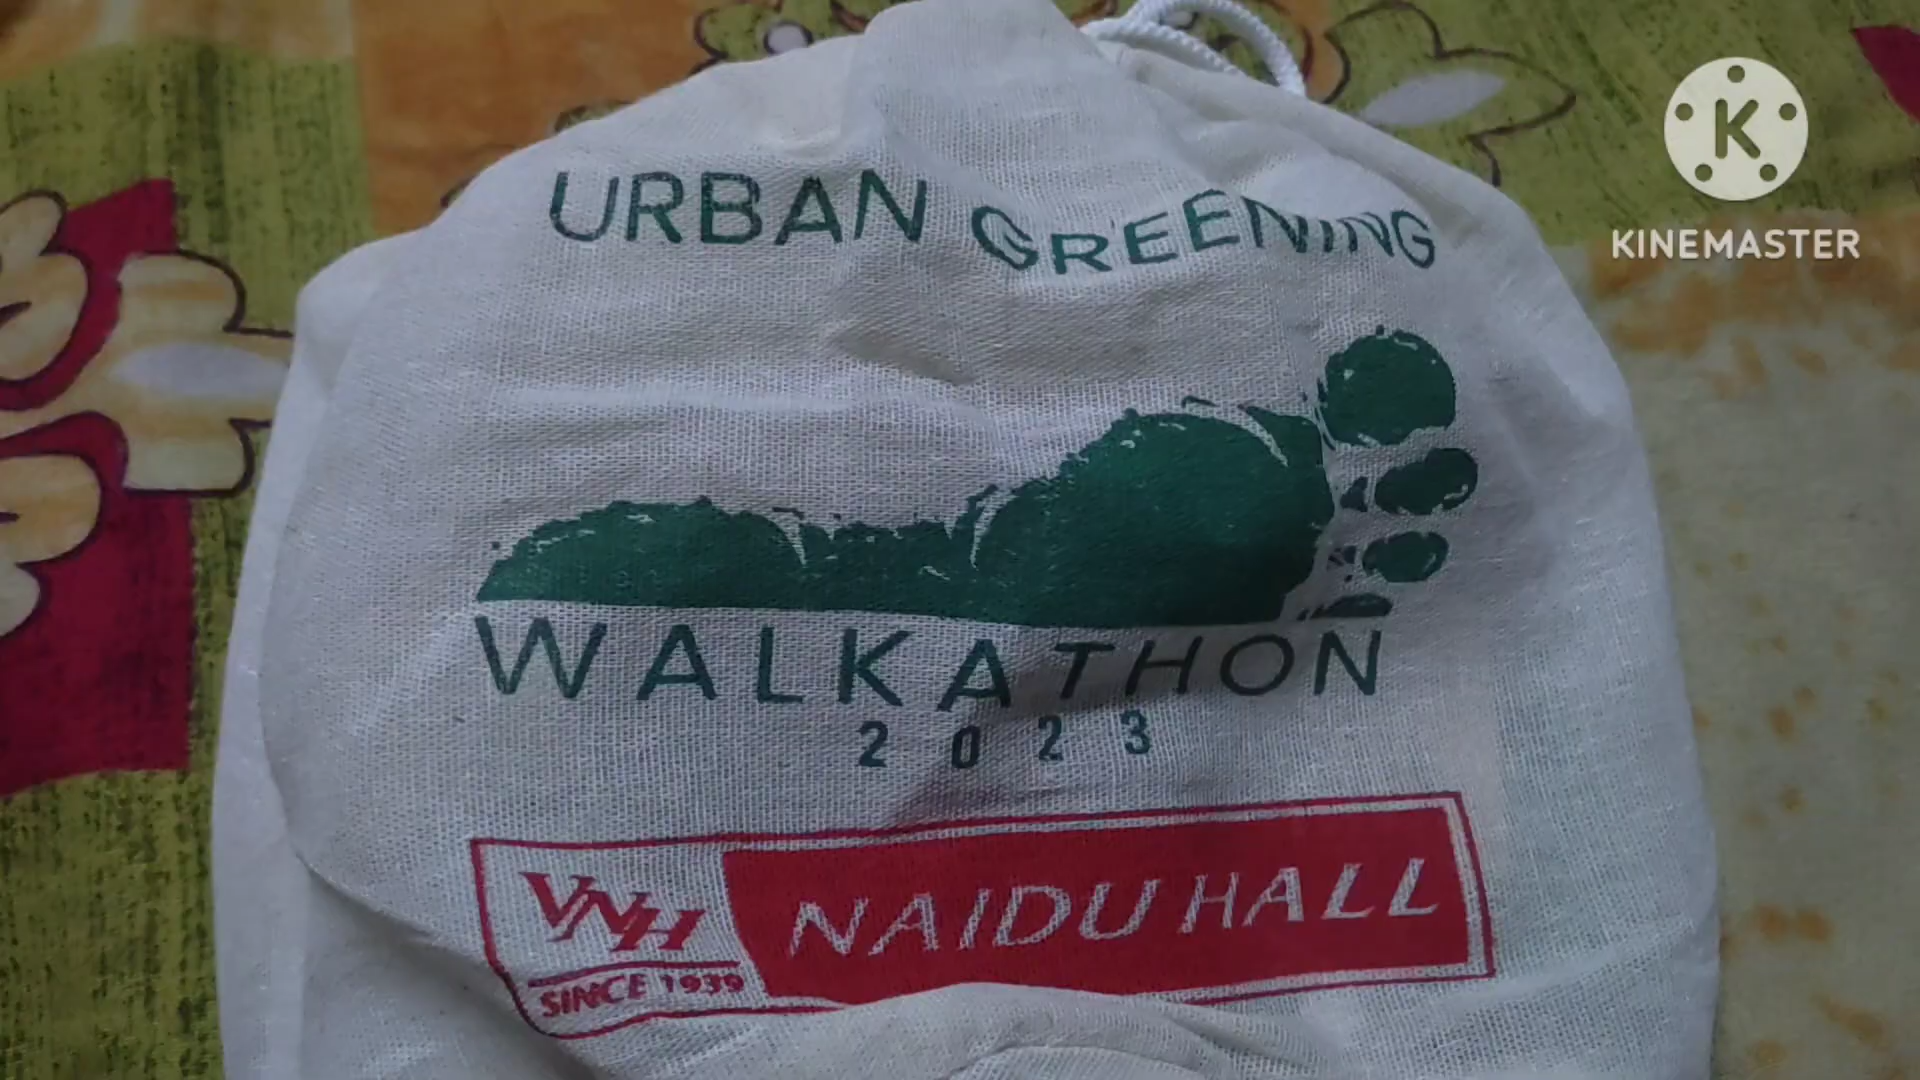 URBAN GREENING
WALKATHON
2023
VNH
SINCE 1939
NAIDU HALL
K
KINEMASTER